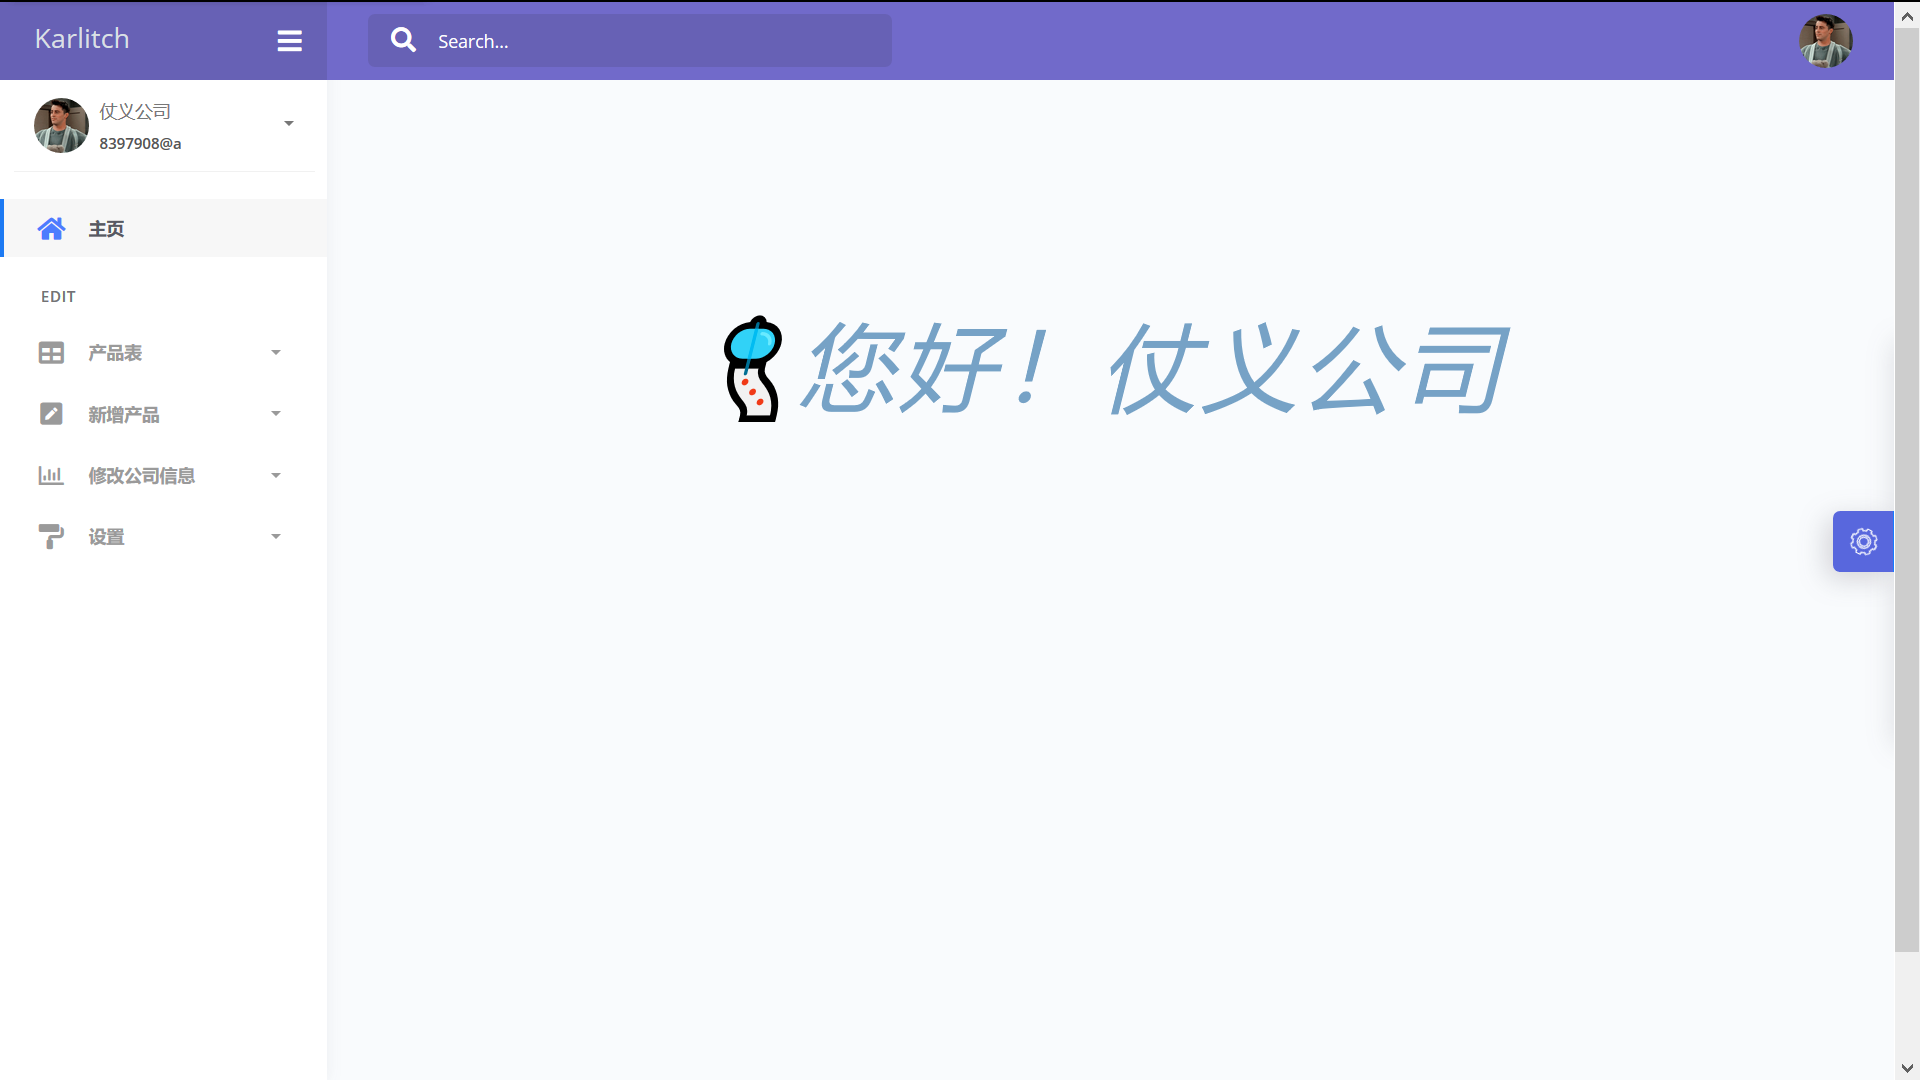 Karlitch
Search...
仗义公司
8397908@a
主页
EDIT
产品表
新增产品
修改公司信息
设置
您好！仗义公司